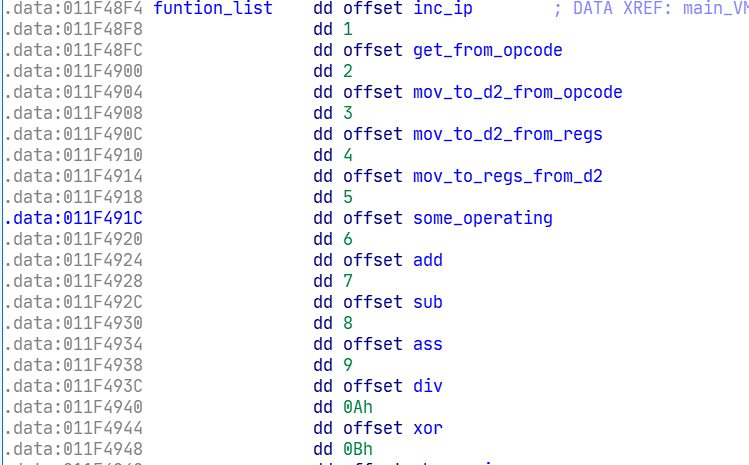 .data:011F48F4 funtion_list    dd offset inc_ip        ; DATA XREF: main_VM
.data:011F48F8                 dd 1
.data:011F48FC                 dd offset get_from_opcode
.data:011F4900                 dd 2
.data:011F4904                 dd offset mov_to_d2_from_opcode
.data:011F4908                 dd 3
.data:011F490C                 dd offset mov_to_d2_from_regs
.data:011F4910                 dd 4
.data:011F4914                 dd offset mov_to_regs_from_d2
.data:011F4918                 dd 5
.data:011F491C                 dd offset some_operating
.data:011F4920                 dd 6
.data:011F4924                 dd offset add
.data:011F4928                 dd 7
.data:011F492C                 dd offset sub
.data:011F4930                 dd 8
.data:011F4934                 dd offset ass
.data:011F4938                 dd 9
.data:011F493C                 dd offset div
.data:011F4940                 dd 0Ah
.data:011F4944                 dd offset xor
.data:011F4948                 dd 0Bh